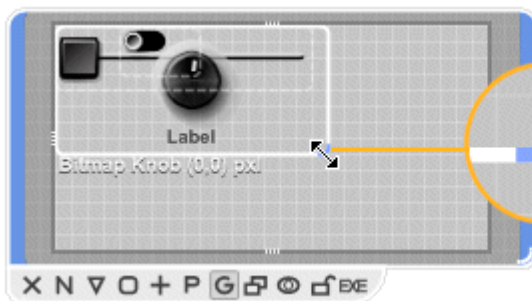 Label
Bitmap Knob (0,0) px.
X N ▽ O + P G EXE